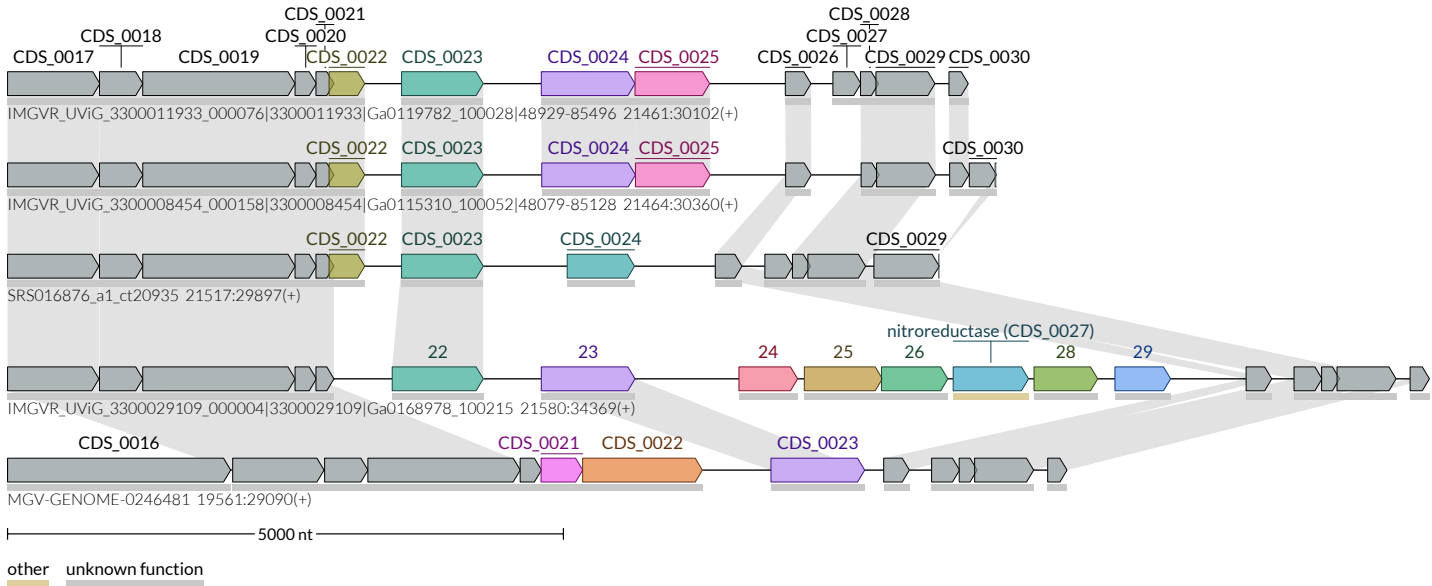 CDS_0021
CDS_0028
CDS_0018
CDS_0020
CDS_0027
CDS_0017
CDS_0019
CDS_0022
CDS_0023
CDS_0024
CDS_0025
CDS_0026
CDS_0029
CDS_0030
IMGVR_UViG_3300011933_000076|3300011933|Ga0119782_100028|48929-85496 21461:30102(+)
CDS_0022
CDS_0023
CDS_0024
CDS_0025
CDS_0030
IMGVR_UViG_3300008454_000158|3300008454|Ga0115310_100052|48079-85128 21464:30360(+)
CDS_0022
CDS_0023
CDS_0024
CDS_0029
SRS016876_a1_ct20935 21517:29897(+)
nitroreductase (CDS_0027)
22
23
24
25
26
28
29
IMGVR_UViG_3300029109_000004|3300029109|Ga0168978_100215 21580:34369(+)
CDS_0016
CDS_0021
CDS_0022
CDS_0023
MGV-GENOME-0246481 19561:29090(+)
5000 nt
other
unknown function